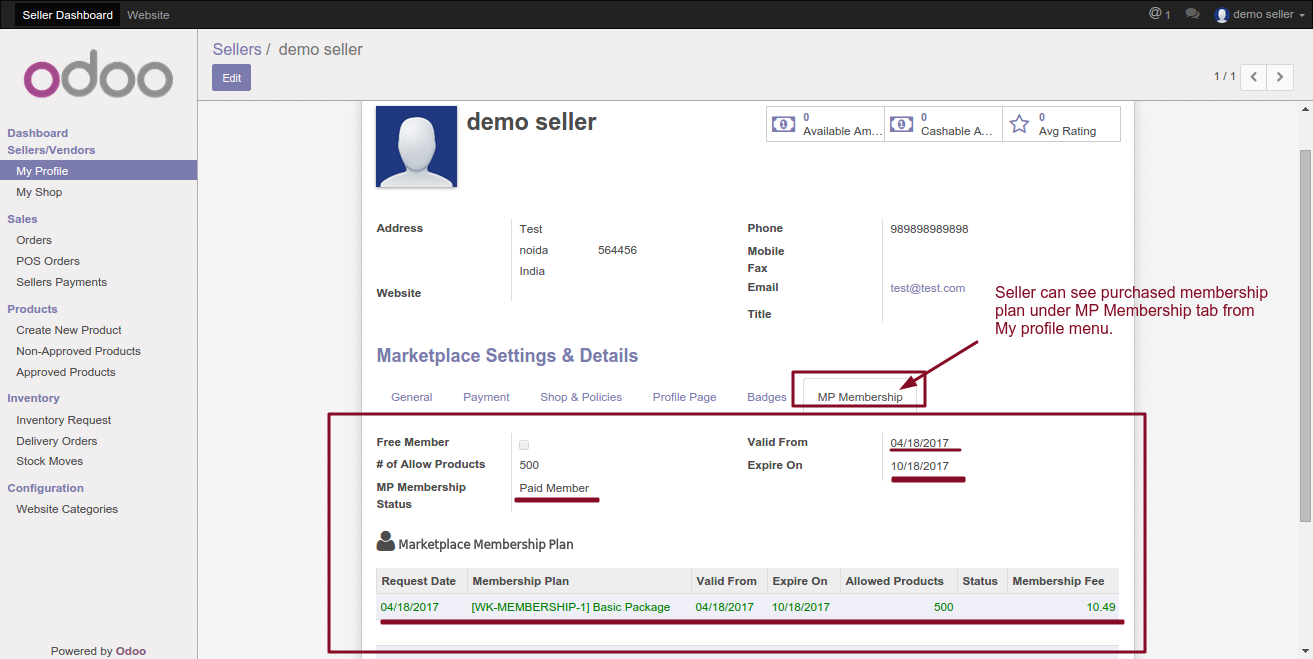 Seller Dashboard Website @ 1 demo seller
odoo
Sellers / demo seller
Edit
1 / 1
Dashboard
Sellers/Vendors
My Profile
My Shop
Sales
Orders
POS Orders
Sellers Payments
Products
Create New Product
Non-Approved Products
Approved Products
Inventory
Inventory Request
Delivery Orders
Stock Moves
Configuration
Website Categories
Powered by Odoo
demo seller
0
Available Am...
0
Cashable A...
0
Avg Rating
Address
Test
noida 564456
India
Website
Phone 989898989898
Mobile
Fax
Email test@test.com
Title
Seller can see purchased membership
plan under MP Membership tab from
My profile menu.
Marketplace Settings & Details
General Payment Shop & Policies Profile Page Badges MP Membership
Free Member
# of Allow Products 500
MP Membership
Status
Paid Member
Valid From 04/18/2017
Expire On 10/18/2017
Marketplace Membership Plan
Request Date Membership Plan Valid From Expire On Allowed Products Status Membership Fee
04/18/2017 [WK-MEMBERSHIP-1] Basic Package 04/18/2017 10/18/2017 500 10.49